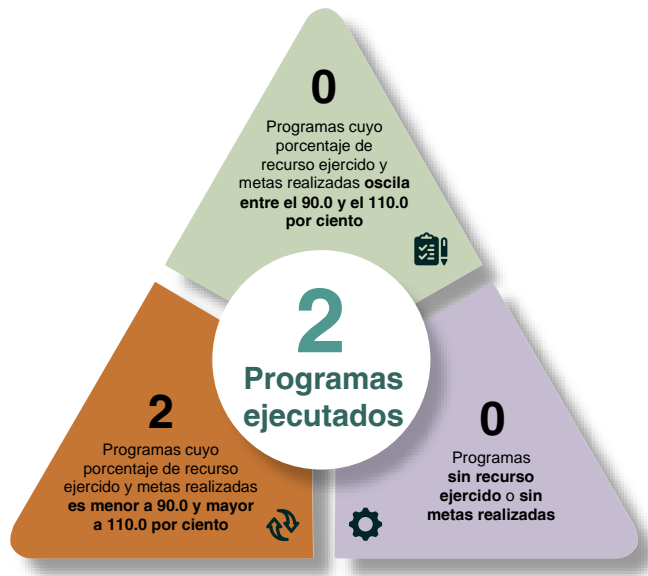 0
Programas cuyo
porcentaje de
recurso ejercido y
metas realizadas oscila
entre el 90.0 y el 110.0
por ciento
2
Programas
ejecutados
2
Programas cuyo
porcentaje de recurso
ejercido y metas realizadas
es menor a 90.0 y mayor
a 110.0 por ciento
0
Programas
sin recurso
ejercido o sin
metas realizadas